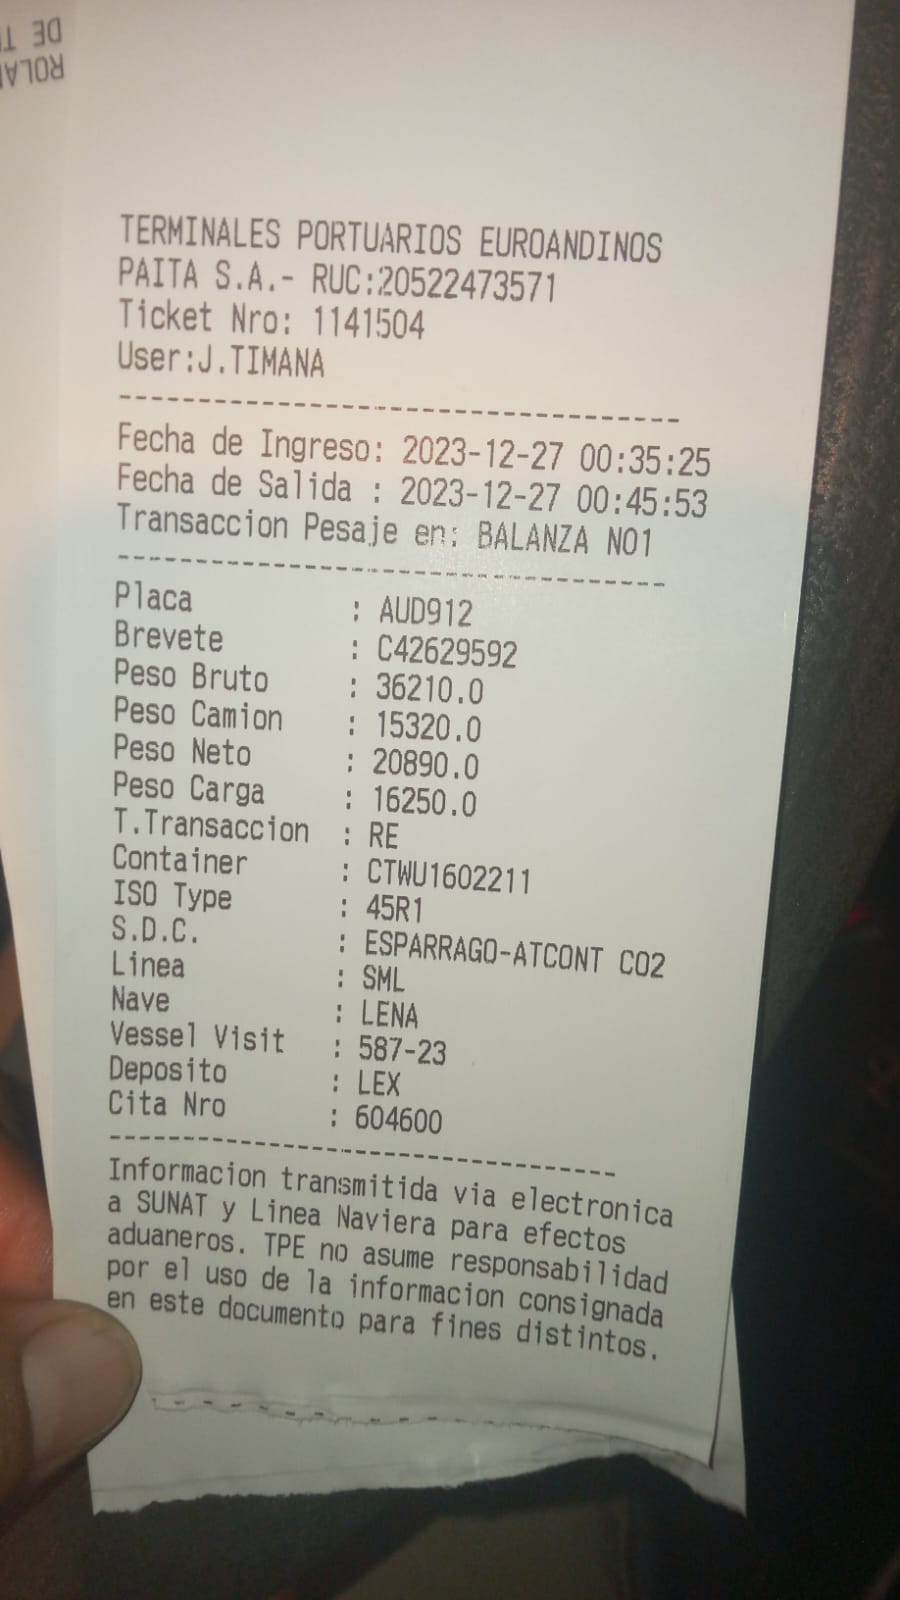 TERMINALES PORTUARIOS EUROANDINOS
PAITA S.A.- RUC:20522473571
Ticket Nro: 1141504
User:J.TIMANA
-----------------------------------
Fecha de Ingreso: 2023-12-27 00:35:25
Fecha de Salida : 2023-12-27 00:45:53
Transaccion Pesaje en: BALANZA NO1
-----------------------------------
Placa : AUD912
Brevete : C42629592
Peso Bruto : 36210.0
Peso Camion : 15320.0
Peso Neto : 20890.0
Peso Carga : 16250.0
T.Transaccion : RE
Container : CTWU1602211
ISO Type : 45R1
S.D.C. : ESPARRAGO-ATCONT CO2
Linea : SML
Nave : LENA
Vessel Visit : 587-23
Deposito : LEX
Cita Nro : 604600
-----------------------------------
Informacion transmitida via electronica
a SUNAT y Linea Naviera para efectos
aduaneros. TPE no asume responsabilidad
por el uso de la informacion consignada
en este documento para fines distintos.